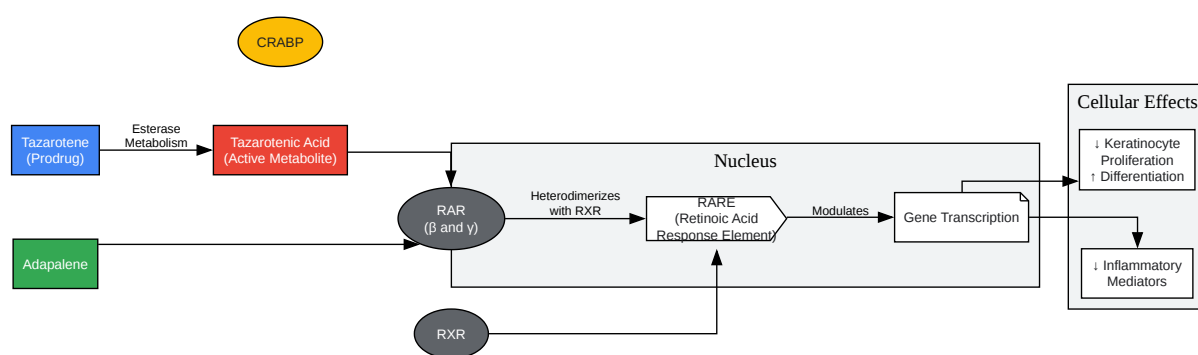 CRABP
Cellular Effects
Tazarotene
(Prodrug)
Esterase
Metabolism
Tazarotenic Acid
(Active Metabolite)
Nucleus
↓ Keratinocyte
Proliferation
↑ Differentiation
RAR
(β and γ)
Heterodimerizes
with RXR
RARE
(Retinoic Acid
Response Element)
Modulates
Gene Transcription
Adapalene
↓ Inflammatory
Mediators
RXR